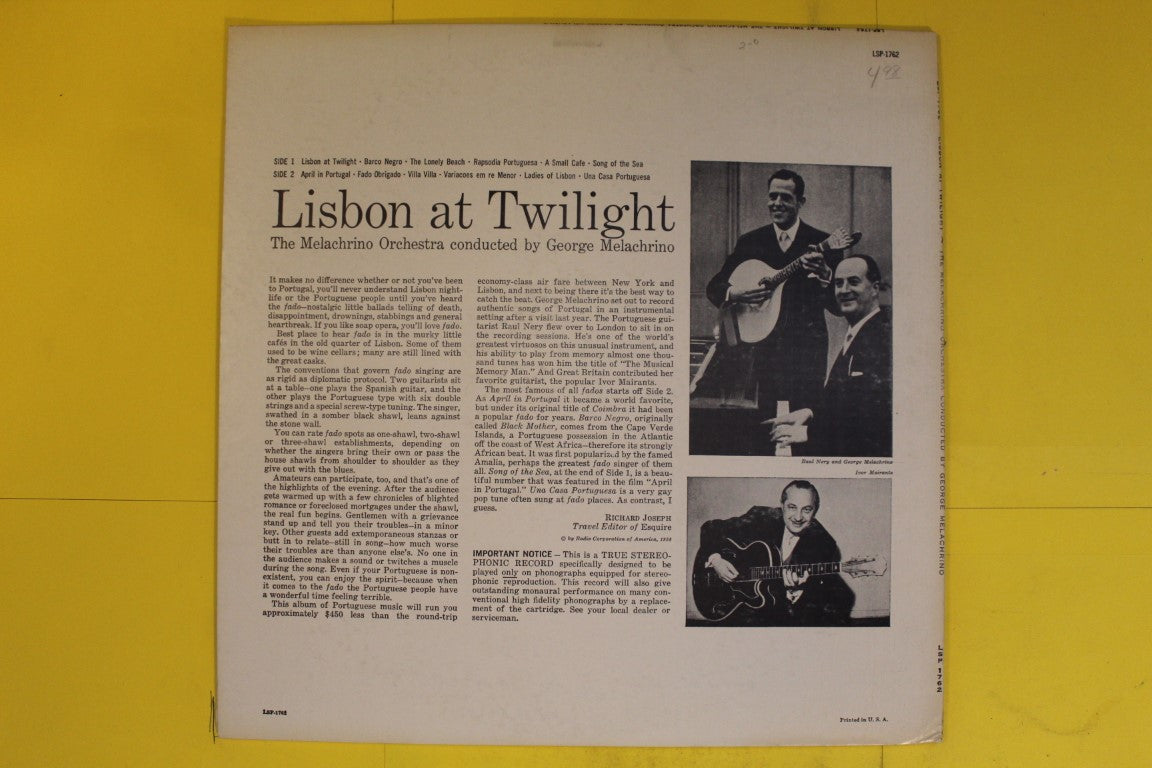 2-0
LSP-1762
498
SIDE 1 Lisbon at Twilight · Barco Negro · The Lonely Beach · Rapsodia Portuguesa · A Small Cafe · Song of the Sea
SIDE 2 April in Portugal · Fado Obrigado · Villa Villa · Variacoes em re Menor · Ladies of Lisbon · Una Casa Portuguesa
Lisbon at Twilight
The Melachrino Orchestra conducted by George Melachrino
It makes no difference whether or not you've been
to Portugal, you'll never understand Lisbon night-
life or the Portuguese people until you've heard
the fado—nostalgic little ballads telling of death,
disappointment, drownings, stabbings and general
heartbreak. If you like soap opera, you'll love fado.
Best place to hear fado is in the murky little
cafés in the old quarter of Lisbon. Some of them
used to be wine cellars; many are still lined with
the great casks.
The conventions that govern fado singing are
as rigid as diplomatic protocol. Two guitarists sit
at a table—one plays the Spanish guitar, and the
other plays the Portuguese type with six double
strings and a special screw-type tuning. The singer,
swathed in a somber black shawl, leans against
the stone wall.
You can rate fado spots as one-shawl, two-shawl
or three-shawl establishments, depending on
whether the singers bring their own or pass the
house shawls from shoulder to shoulder as they
give out with the blues.
Amateurs can participate, too, and that's one of
the highlights of the evening. After the audience
gets warmed up with a few chronicles of blighted
romance or foreclosed mortgages under the shawl,
the real fun begins. Gentlemen with a grievance
stand up and tell you their troubles—in a minor
key. Other guests add extemporaneous stanzas or
butt in to relate—still in song—how much worse
their troubles are than anyone else's. No one in
the audience makes a sound or twitches a muscle
during the song. Even if your Portuguese is non-
existent, you can enjoy the spirit—because when
it comes to the fado the Portuguese people have
a wonderful time feeling terrible.
This album of Portuguese music will run you
approximately $450 less than the round-trip
economy-class air fare between New York and
Lisbon, and next to being there it's the best way to
catch the beat. George Melachrino set out to record
authentic songs of Portugal in an instrumental
setting after a visit last year. The Portuguese gui-
tarist Raul Nery flew over to London to sit in on
the recording sessions. He's one of the world's
greatest virtuosos on this unusual instrument, and
his ability to play from memory almost one thou-
sand tunes has won him the title of "The Musical
Memory Man." And Great Britain contributed her
favorite guitarist, the popular Ivor Mairants.
The most famous of all fados starts off Side 2.
As April in Portugal it became a world favorite,
but under its original title of Coimbra it had been
a popular fado for years. Barco Negro, originally
called Black Mother, comes from the Cape Verde
Islands, a Portuguese possession in the Atlantic
off the coast of West Africa—therefore its strongly
African beat. It was first popularized by the famed
Amalia, perhaps the greatest fado singer of them
all. Song of the Sea, at the end of Side 1, is a beau-
tiful number that was featured in the film "April
in Portugal." Una Casa Portuguesa is a very gay
pop tune often sung at fado places. As contrast, I
guess.
RICHARD JOSEPH
Travel Editor of Esquire
© by Radio Corporation of America, 1958
IMPORTANT NOTICE — This is a TRUE STEREO-
PHONIC RECORD specifically designed to be
played only on phonographs equipped for stereo-
phonic reproduction. This record will also give
outstanding monaural performance on many con-
ventional high fidelity phonographs by a replace-
ment of the cartridge. See your local dealer or
serviceman.
Raul Nery and George Melachrino
Ivor Mairants
LSP-1762
Printed in U. S. A.
LISBON AT TWILIGHT — THE MELACHRINO ORCHESTRA CONDUCTED BY GEORGE MELACHRINO
LSP 1762